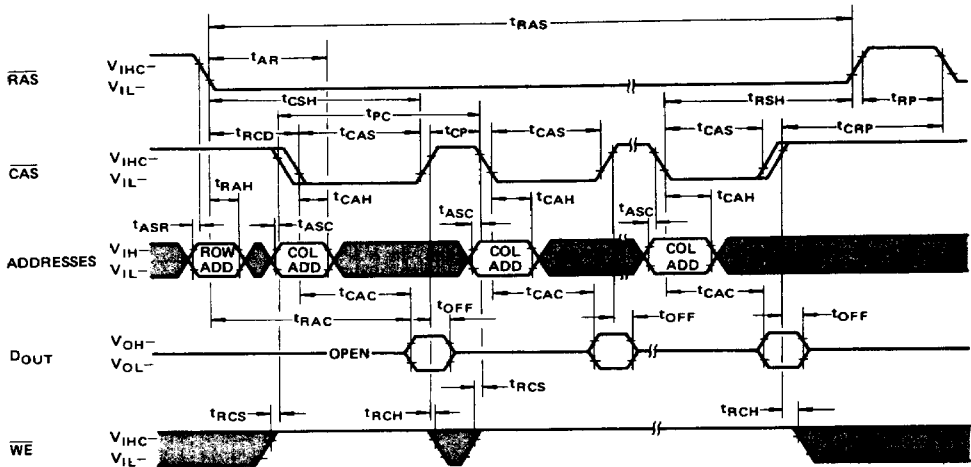 tRAS
tAR
RAS
VIHC–
VIL–
tCSH
tRSH
tRP
tPC
tRCD
tCAS
tCP
tCAS
tCAS
tCRP
CAS
VIHC–
VIL–
tRAH
tCAH
tCAH
tCAH
tASR
tASC
tASC
tASC
ADDRESSES
VIH–
VIL–
ROW ADD
COL ADD
COL ADD
COL ADD
tCAC
tCAC
tCAC
tRAC
tOFF
tOFF
tOFF
DOUT
VOH–
VOL–
OPEN
tRCS
tRCS
tRCH
tRCH
WE
VIHC–
VIL–